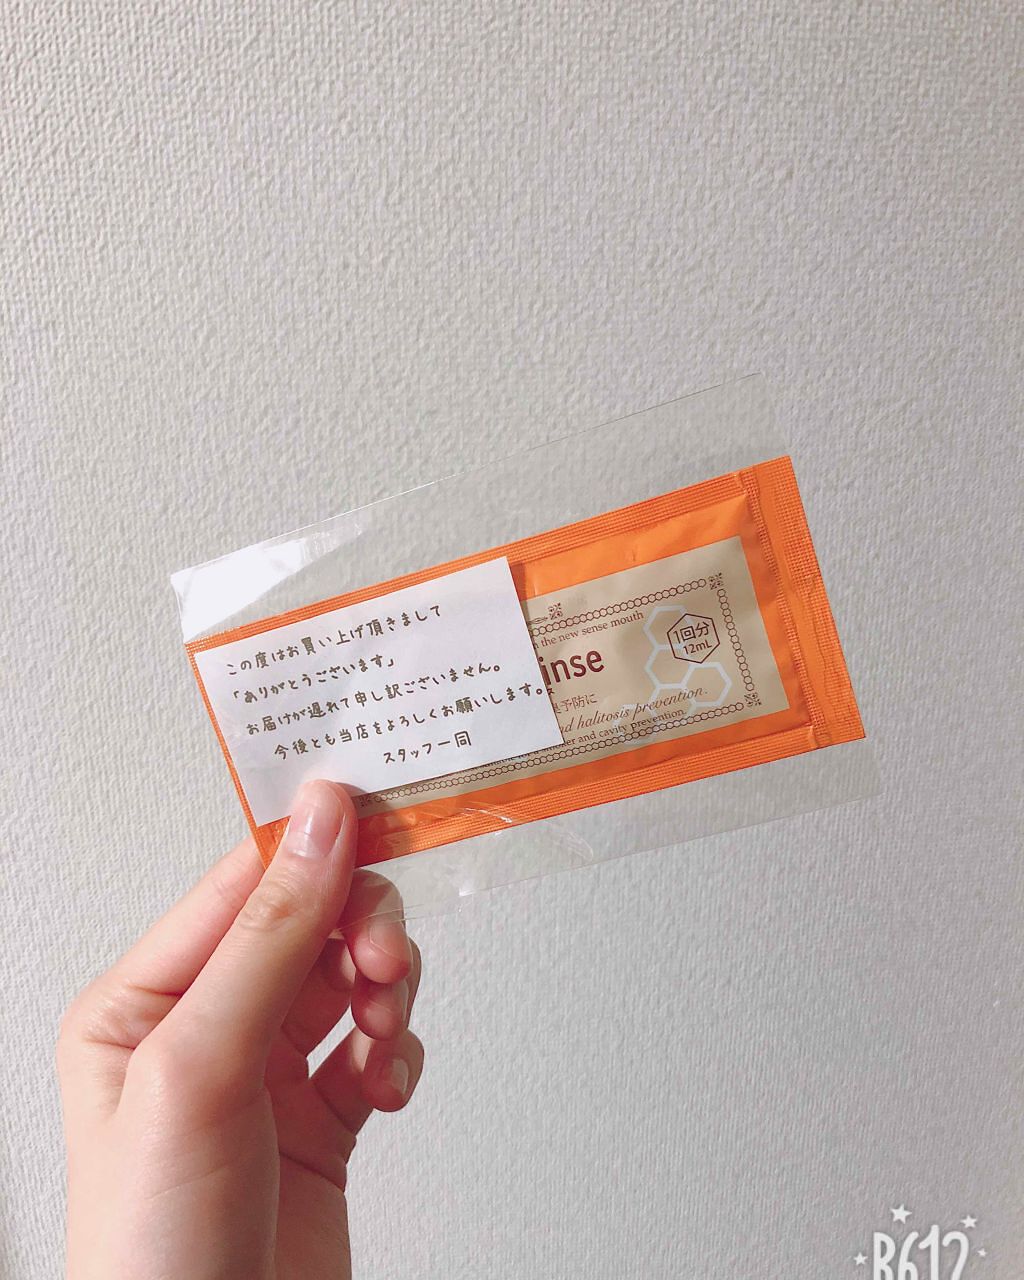 この度はお買い上げ頂きまして
「ありがとうございます」
お届けが遅れて申し訳ございません。
今後とも当店をよろしくお願いします。
スタッフ一同
the new sense mouth
inse
1回分
12mL
予防に
halitosis prevention.
and cavity prevention.
B612